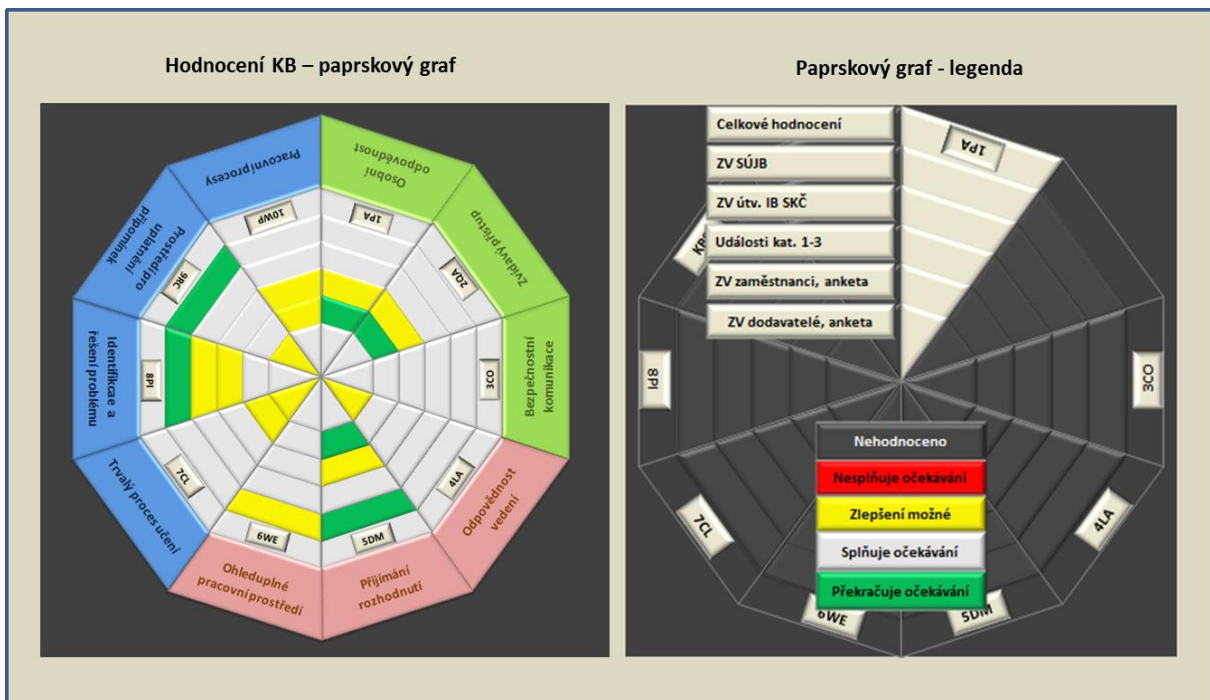 Hodnocení KB – paprskový graf
Pracovní procesy
Osobní
odpovědnost
Zvídavý přístup
Bezpečnostní
komunikace
Odpovědnost
vedení
Přijímání
rozhodnutí
Ohleduplné
pracovní prostředí
Trvalý proces učení
Identifikcae a
řešení problému
Prostředí pro
uplatnění
připomínek
10WP
1PA
2QA
3CO
4LA
5DM
6WE
7CL
8PI
9RC
Paprskový graf - legenda
Celkové hodnocení
ZV SÚJB
ZV útv. IB SKČ
Události kat. 1-3
ZV zaměstnanci, anketa
ZV dodavatelé, anketa
1PA
3CO
4LA
5DM
6WE
7CL
8PI
Nehodnoceno
Nesplňuje očekávání
Zlepšení možné
Splňuje očekávání
Překračuje očekávání